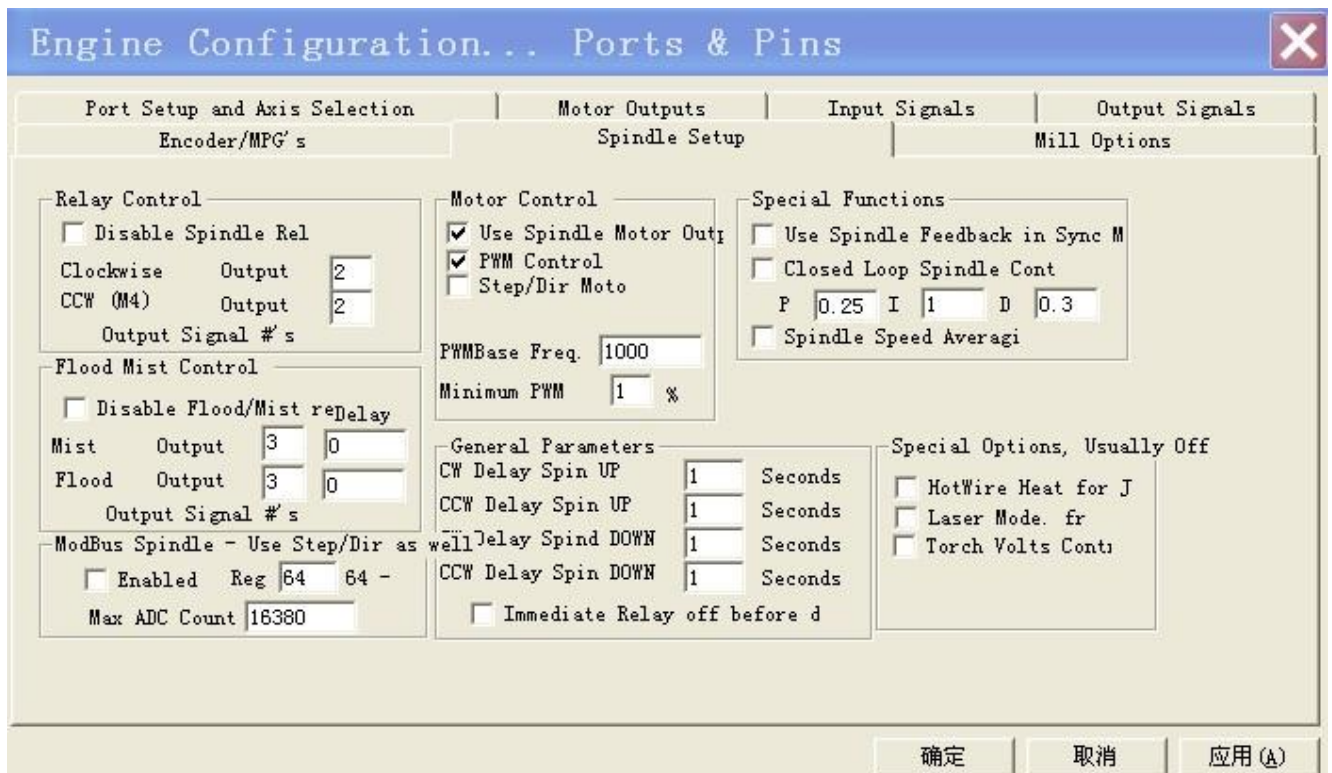 Engine Configuration... Ports & Pins
Port Setup and Axis Selection
Motor Outputs
Input Signals
Output Signals
Encoder/MPG's
Spindle Setup
Mill Options
Relay Control
Disable Spindle Rel
Clockwise Output 2
CCW (M4) Output 2
Output Signal #'s
Flood Mist Control
Disable Flood/Mist re Delay
Mist Output 3 0
Flood Output 3 0
Output Signal #'s
ModBus Spindle - Use Step/Dir as well
Enabled Reg 64 64 -
Max ADC Count 16380
Motor Control
Use Spindle Motor Outp
PWM Control
Step/Dir Moto
PWMBase Freq. 1000
Minimum PWM 1 %
General Parameters
CW Delay Spin UP 1 Seconds
CCW Delay Spin UP 1 Seconds
Delay Spind DOWN 1 Seconds
CCW Delay Spin DOWN 1 Seconds
Immediate Relay off before d
Special Functions
Use Spindle Feedback in Sync M
Closed Loop Spindle Cont
P 0.25 I 1 D 0.3
Spindle Speed Averagi
Special Options, Usually Off
HotWire Heat for J
Laser Mode. fr
Torch Volts Cont
确定
取消
应用(A)